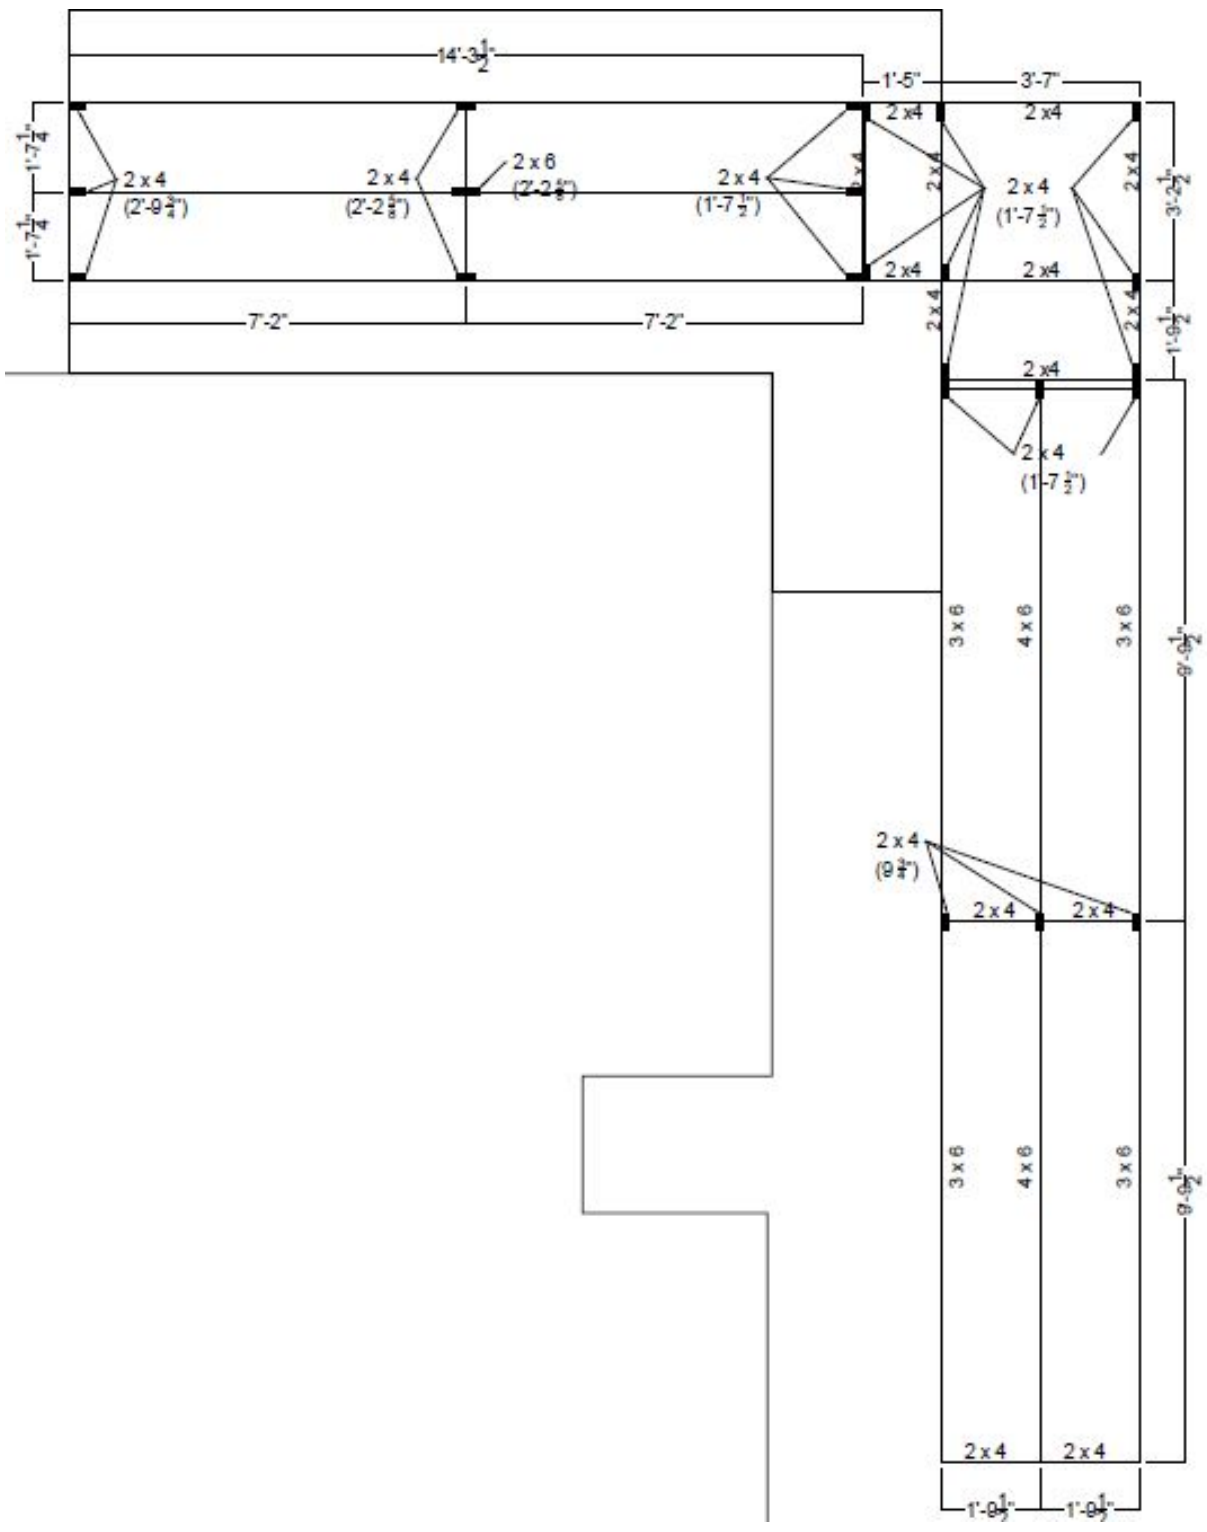 14'-3 1/2"
1'-5"
3'-7"
1'-7 1/4"
1'-7 1/4"
2 x 4
(2'-9 3/4")
2 x 4
(2'-2 5/8")
2 x 6
(2'-2 5/8")
2 x 4
(1'-7 1/2")
2 x 4
2 x4
2 x4
2 x 4
2 x 4
2 x 4
(1'-7 1/2")
3'-2 1/2"
2 x4
2 x4
2 x 4
2 x 4
1'-9 1/2"
7'-2"
7'-2"
2 x4
2 x 4
(1'-7 1/2")
3 x 6
4 x 6
3 x 6
9'-9 1/2"
2 x 4
(9 3/4")
2 x 4
2 x 4
3 x 6
4 x 6
3 x 6
9'-9 1/2"
2 x 4
2 x 4
1'-9 1/2"
1'-9 1/2"